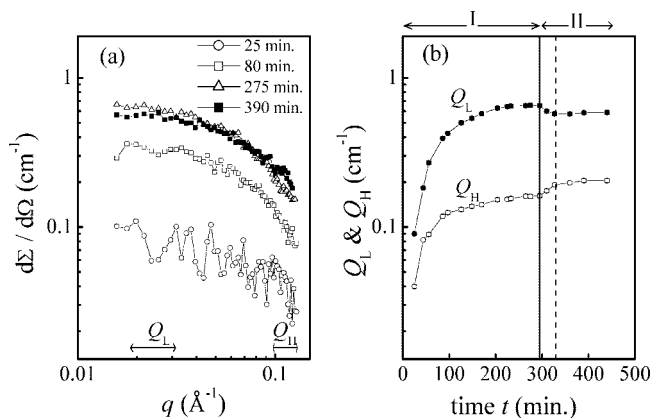 I II
(a) (b)
25 min.
80 min.
275 min.
390 min.
1
0.1
dΣ / dΩ (cm⁻¹)
Q_L Q_H
0.01 0.1
q (Å⁻¹)
1
0.1
Q_L & Q_H (cm⁻¹)
Q_L
Q_H
0 100 200 300 400 500
time t (min.)